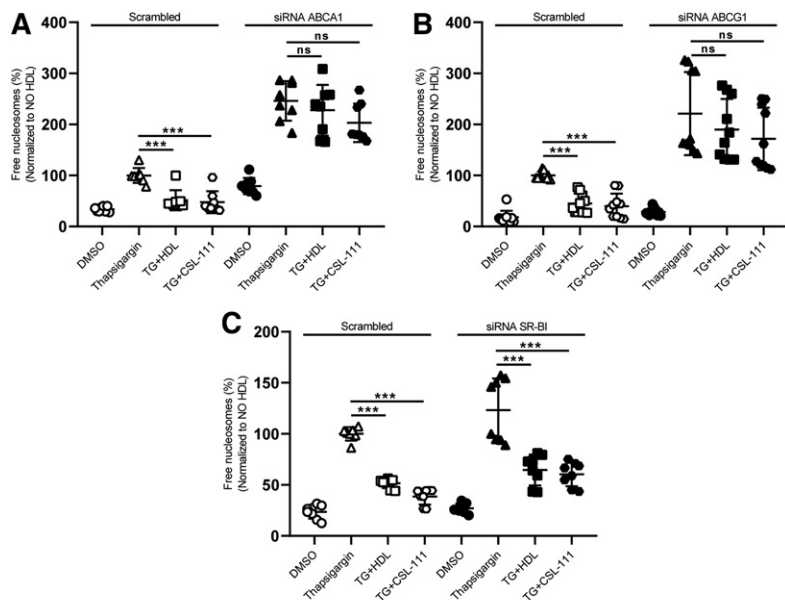 A
Free nucleosomes (%)
(Normalized to NO HDL)
400
300
200
100
0
Scrambled
siRNA ABCA1
***
***
ns
ns
DMSO
Thapsigargin
TG+HDL
TG+CSL-111
DMSO
Thapsigargin
TG+HDL
TG+CSL-111
B
Free nucleosomes (%)
(Normalized to NO HDL)
400
300
200
100
0
Scrambled
siRNA ABCG1
***
***
ns
ns
DMSO
Thapsigargin
TG+HDL
TG+CSL-111
DMSO
Thapsigargin
TG+HDL
TG+CSL-111
C
Free nucleosomes (%)
(Normalized to NO HDL)
200
150
100
50
0
Scrambled
siRNA SR-BI
***
***
***
***
DMSO
Thapsigargin
TG+HDL
TG+CSL-111
DMSO
Thapsigargin
TG+HDL
TG+CSL-111